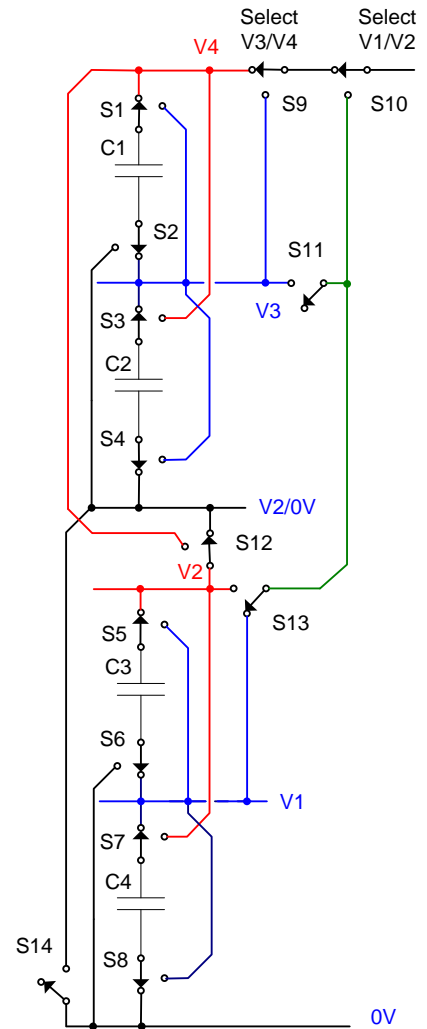 Select Select
V4 V3/V4 V1/V2
S1 S9 S10
C1
S2
S11
S3 V3
C2
S4
V2/0V
S12
V2
S5 S13
C3
S6
V1
S7
C4
S14 S8
0V